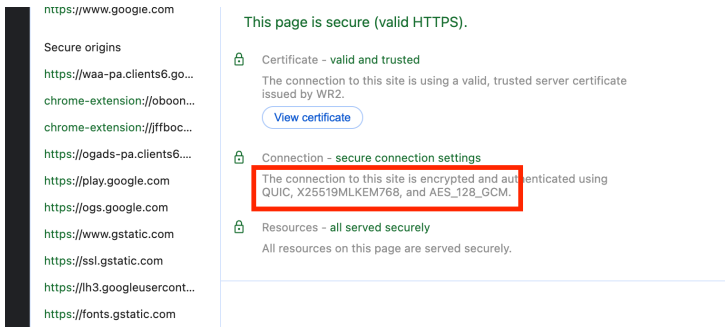 https://www.google.com
Secure origins
https://waa-pa.clients6.go...
chrome-extension://oboon...
chrome-extension://jffboc...
https://ogads-pa.clients6....
https://play.google.com
https://ogs.google.com
https://www.gstatic.com
https://ssl.gstatic.com
https://lh3.googleusercont...
https://fonts.gstatic.com
This page is secure (valid HTTPS).
Certificate - valid and trusted
The connection to this site is using a valid, trusted server certificate
issued by WR2.
View certificate
Connection - secure connection settings
The connection to this site is encrypted and authenticated using
QUIC, X25519MLKEM768, and AES_128_GCM.
Resources - all served securely
All resources on this page are served securely.